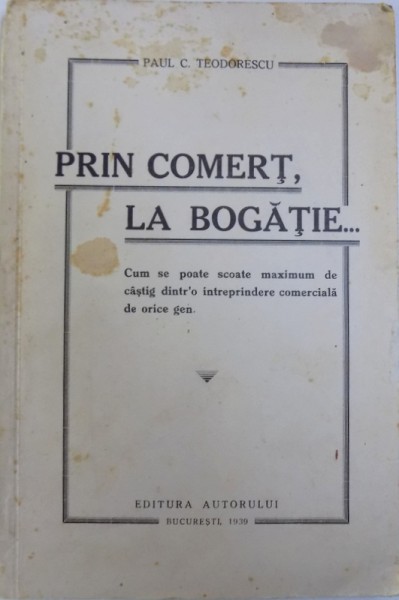 PAUL C. TEODORESCU
PRIN COMERŢ,
LA BOGĂŢIE...
Cum se poate scoate maximum de
câştig dintr'o intreprindere comercială
de orice gen.
EDITURA AUTORULUI
BUCUREŞTI, 1939